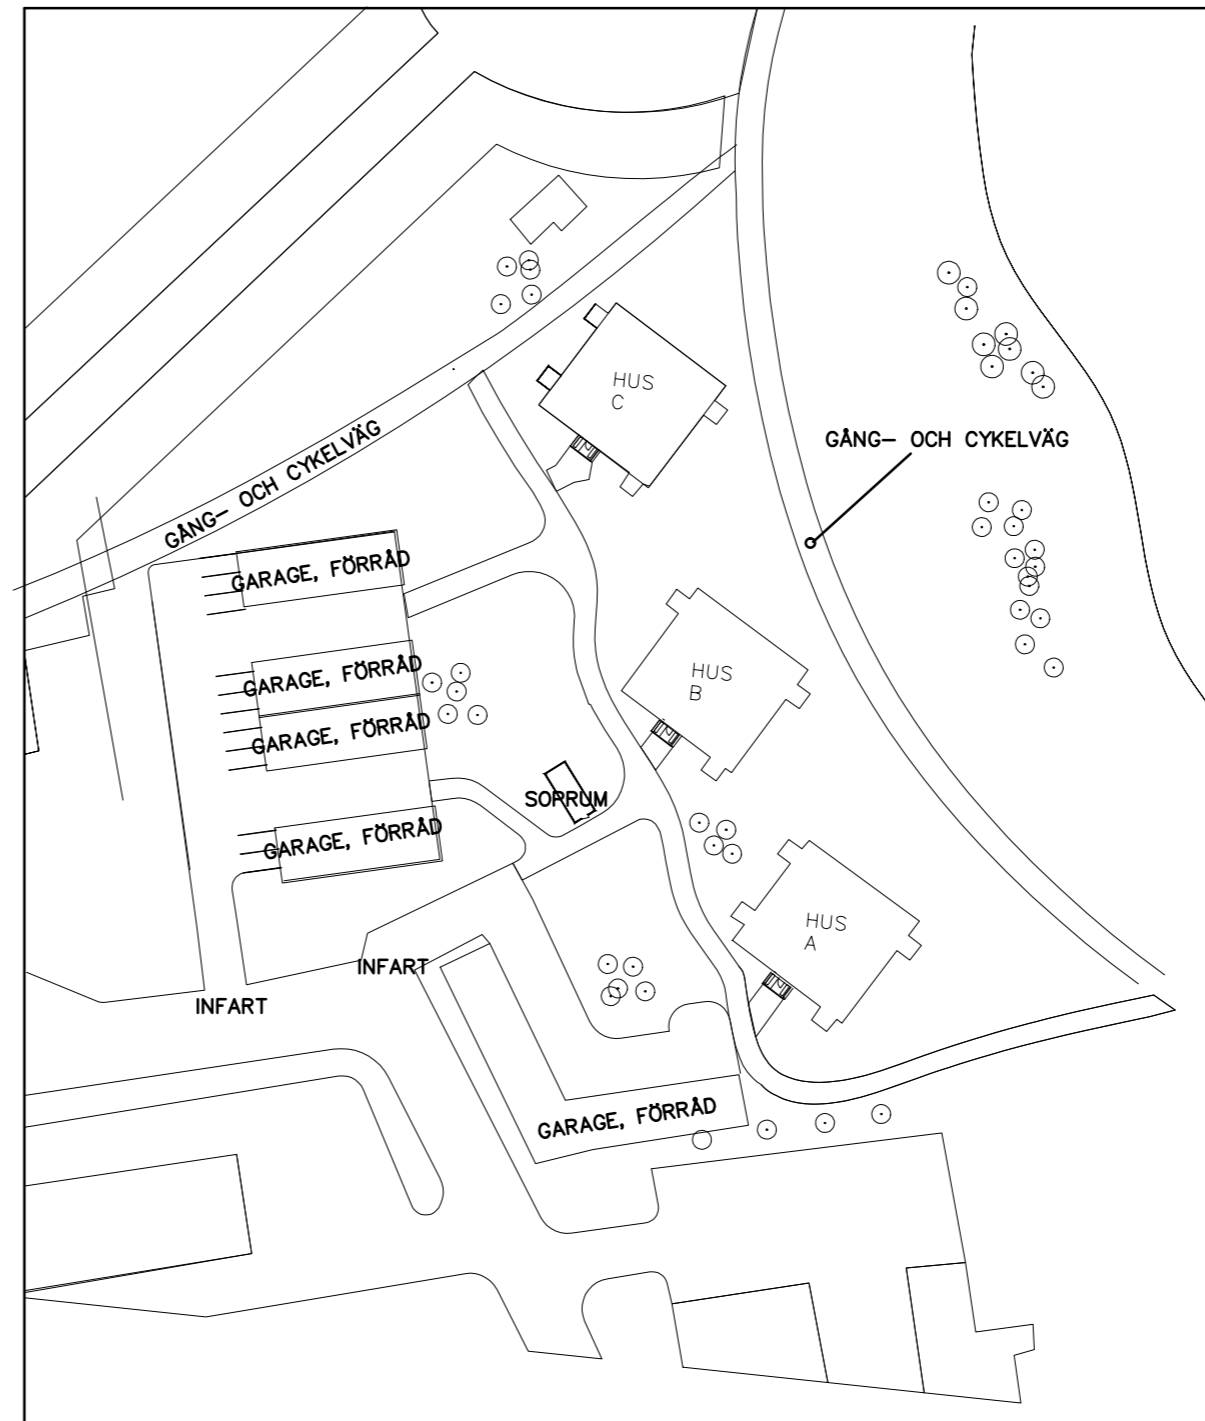 HUS
C
GÅNG- OCH CYKELVÄG
GÅNG- OCH CYKELVÄG
GARAGE, FÖRRÅD
GARAGE, FÖRRÅD
HUS
B
GARAGE, FÖRRÅD
SOPRUM
GARAGE, FÖRRÅD
HUS
A
INFART
INFART
GARAGE, FÖRRÅD